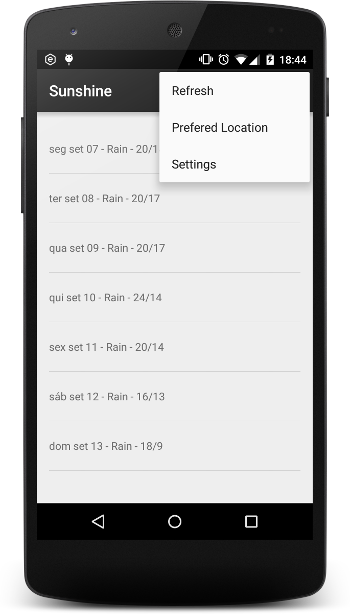 18:44
Sunshine
Refresh
Prefered Location
Settings
seg set 07 - Rain - 20/1
ter set 08 - Rain - 20/17
qua set 09 - Rain - 20/17
qui set 10 - Rain - 24/14
sex set 11 - Rain - 20/14
sáb set 12 - Rain - 16/13
dom set 13 - Rain - 18/9